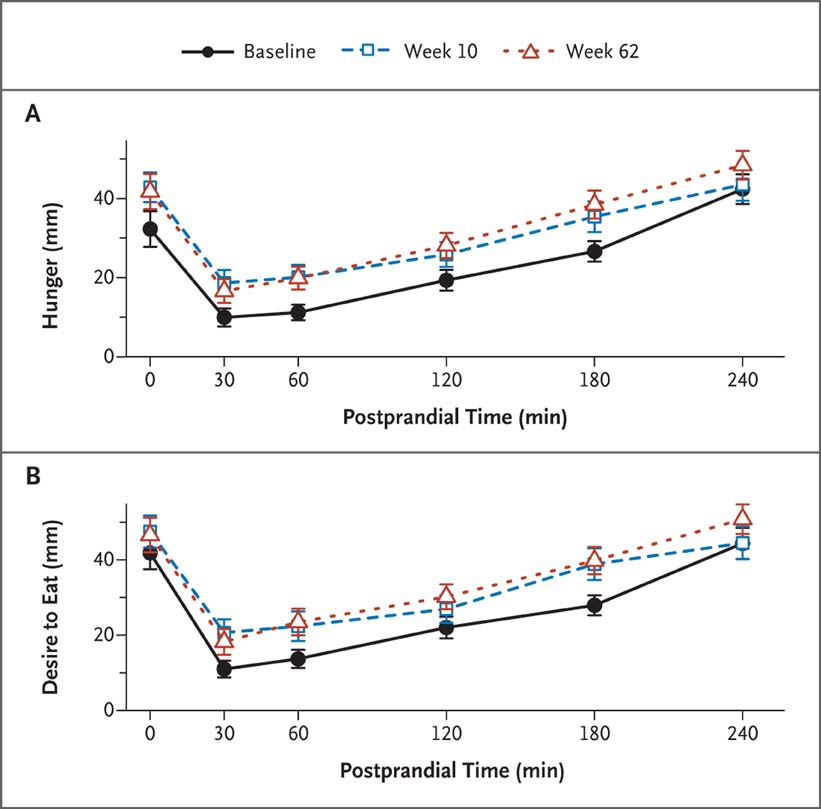 Baseline Week 10 Week 62
A
Hunger (mm)
40
20
0
0 30 60 120 180 240
Postprandial Time (min)
B
Desire to Eat (mm)
40
20
0
0 30 60 120 180 240
Postprandial Time (min)